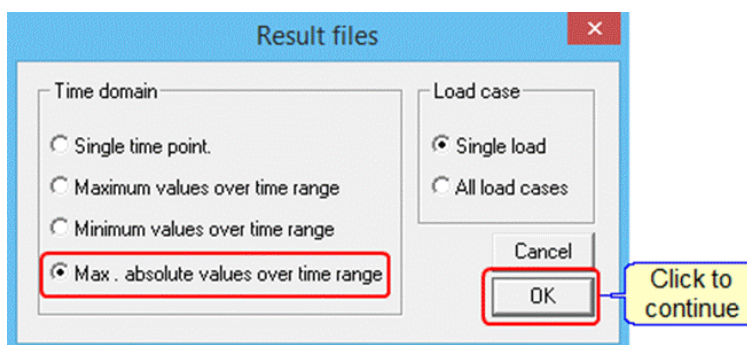 Result files
Time domain
Single time point.
Maximum values over time range
Minimum values over time range
Max . absolute values over time range
Load case
Single load
All load cases
Cancel
OK
Click to
continue